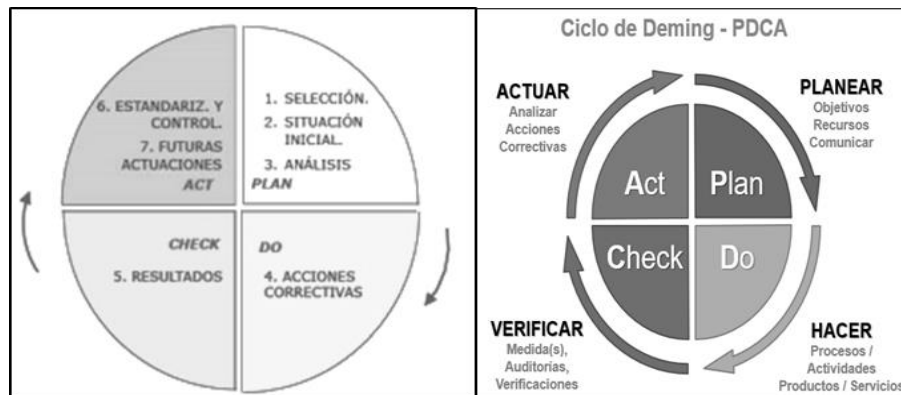 6. ESTANDARIZ. Y
CONTROL.
7. FUTURAS
ACTUACIONES
ACT
1. SELECCIÓN.
2. SITUACIÓN
INICIAL.
3. ANÁLISIS
PLAN
CHECK
5. RESULTADOS
DO
4. ACCIONES
CORRECTIVAS
Ciclo de Deming - PDCA
ACTUAR
Analizar
Acciones
Correctivas
PLANEAR
Objetivos
Recursos
Comunicar
Act
Plan
Check
Do
VERIFICAR
Medida(s),
Auditorías,
Verificaciones
HACER
Procesos /
Actividades
Productos / Servicios